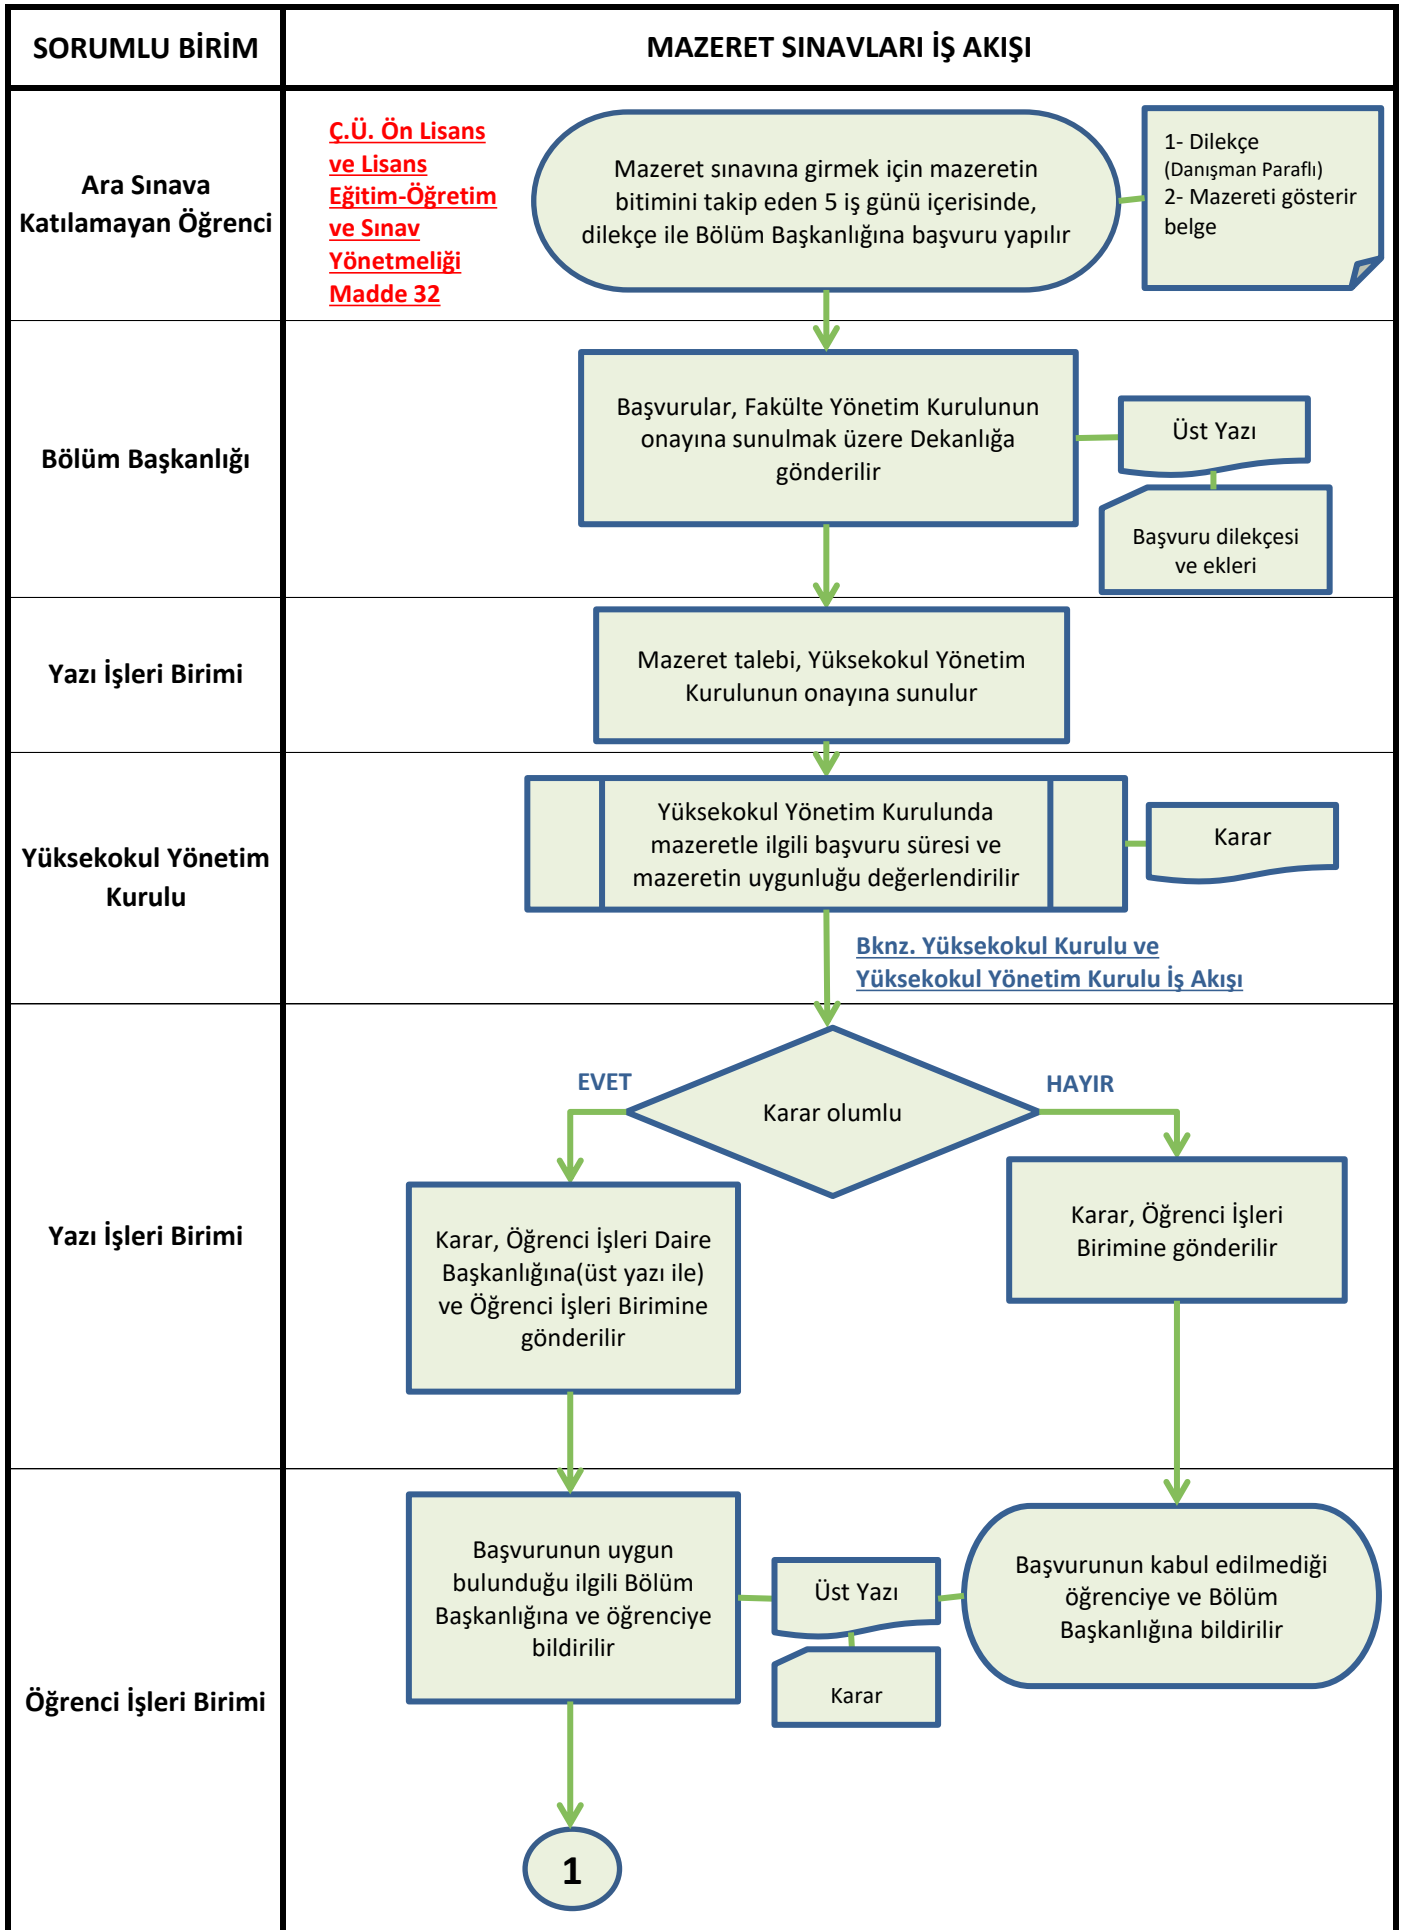 SORUMLU BİRİM
MAZERET SINAVLARI İŞ AKIŞI
Ara Sınava
Katılamayan Öğrenci
Ç.Ü. Ön Lisans
ve Lisans
Eğitim-Öğretim
ve Sınav
Yönetmeliği
Madde 32
Mazeret sınavına girmek için mazeretin
bitimini takip eden 5 iş günü içerisinde,
dilekçe ile Bölüm Başkanlığına başvuru yapılır
1- Dilekçe
(Danışman Paraflı)
2- Mazereti gösterir
belge
Bölüm Başkanlığı
Başvurular, Fakülte Yönetim Kurulunun
onayına sunulmak üzere Dekanlığa
gönderilir
Üst Yazı
Başvuru dilekçesi
ve ekleri
Yazı İşleri Birimi
Mazeret talebi, Yüksekokul Yönetim
Kurulunun onayına sunulur
Yüksekokul Yönetim
Kurulu
Yüksekokul Yönetim Kurulunda
mazeretle ilgili başvuru süresi ve
mazeretin uygunluğu değerlendirilir
Karar
Bknz. Yüksekokul Kurulu ve
Yüksekokul Yönetim Kurulu İş Akışı
Yazı İşleri Birimi
EVET
Karar olumlu
HAYIR
Karar, Öğrenci İşleri Daire
Başkanlığına(üst yazı ile)
ve Öğrenci İşleri Birimine
gönderilir
Karar, Öğrenci İşleri
Birimine gönderilir
Öğrenci İşleri Birimi
Başvurunun uygun
bulunduğu ilgili Bölüm
Başkanlığına ve öğrenciye
bildirilir
Üst Yazı
Karar
Başvurunun kabul edilmediği
öğrenciye ve Bölüm
Başkanlığına bildirilir
1